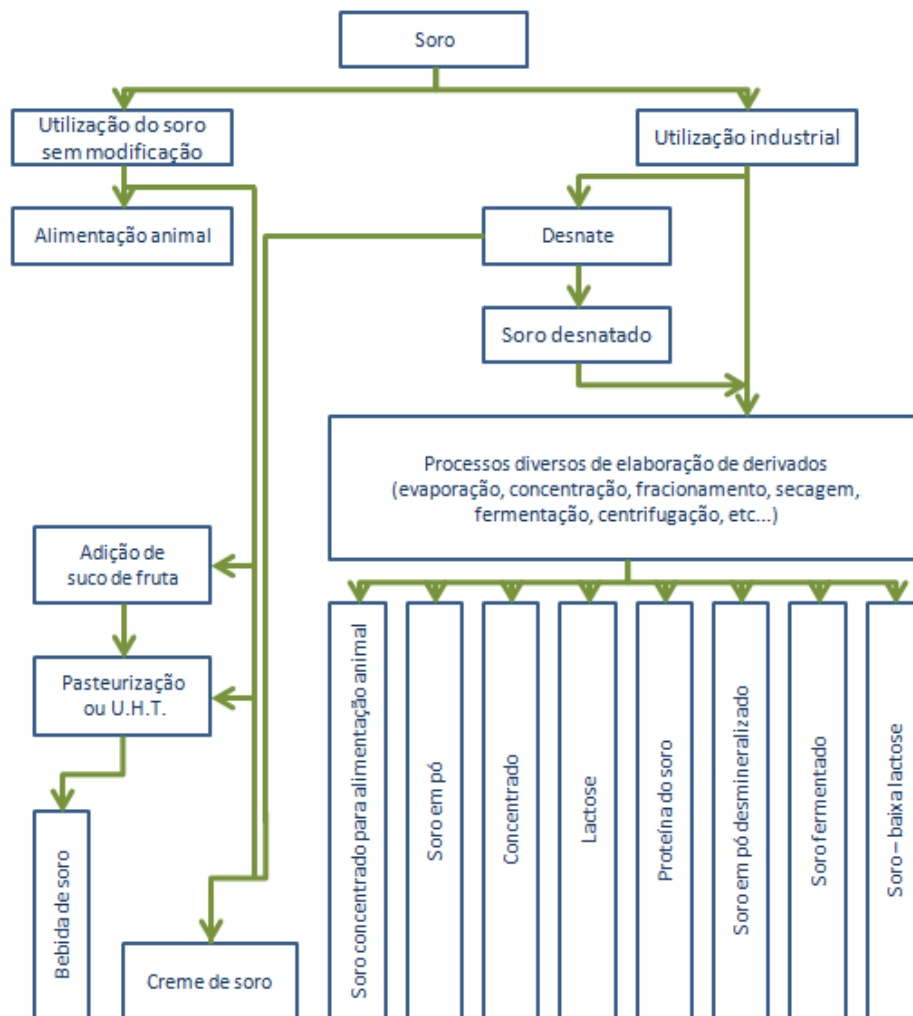 Soro
Utilização do soro
sem modificação
Utilização industrial
Alimentação animal
Desnate
Soro desnatado
Processos diversos de elaboração de derivados
(evaporação, concentração, fracionamento, secagem,
fermentação, centrifugação, etc...)
Adição de
suco de fruta
Pasteurização
ou U.H.T.
Bebida de soro
Creme de soro
Soro concentrado para alimentação animal
Soro em pó
Concentrado
Lactose
Proteína do soro
Soro em pó desmineralizado
Soro fermentado
Soro – baixa lactose